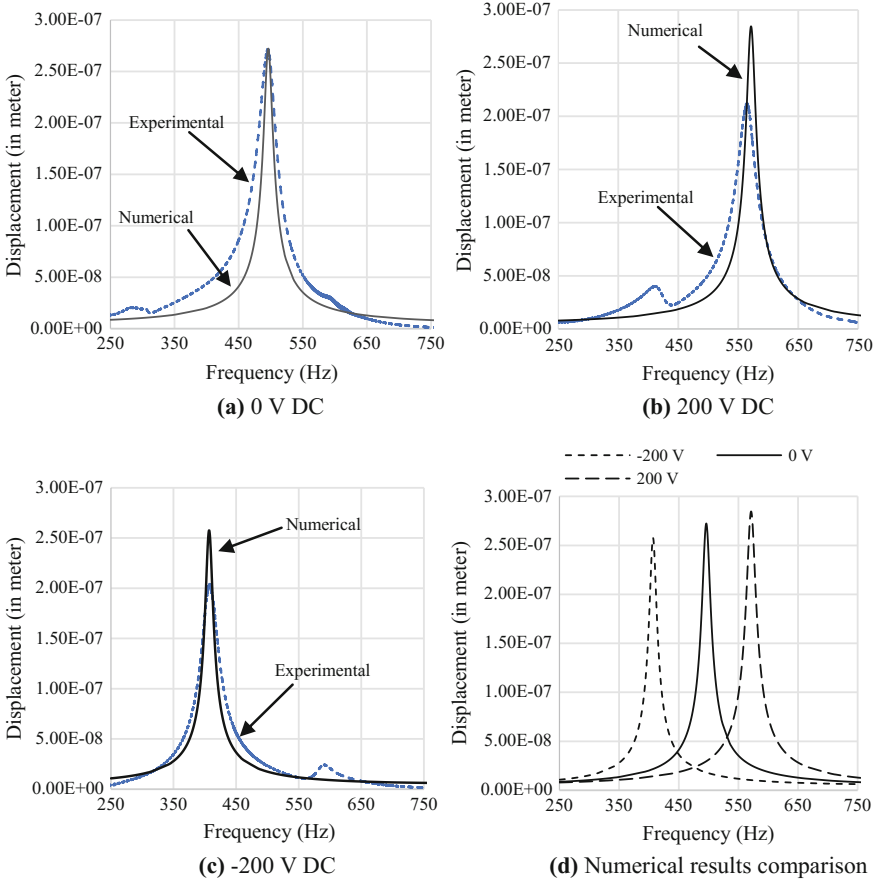 3.00E-07
2.50E-07
2.00E-07
1.50E-07
1.00E-07
5.00E-08
0.00E+00
Displacement (in meter)
Experimental
Numerical
250 350 450 550 650 750
Frequency (Hz)
(a) 0 V DC
3.00E-07
2.50E-07
2.00E-07
1.50E-07
1.00E-07
5.00E-08
0.00E+00
Displacement (in meter)
Numerical
Experimental
250 350 450 550 650 750
Frequency (Hz)
(b) 200 V DC
3.00E-07
2.50E-07
2.00E-07
1.50E-07
1.00E-07
5.00E-08
0.00E+00
Displacement (in meter)
Numerical
Experimental
250 350 450 550 650 750
Frequency (Hz)
(c) -200 V DC
-200 V 0 V
200 V
3.00E-07
2.50E-07
2.00E-07
1.50E-07
1.00E-07
5.00E-08
0.00E+00
Displacement (in meter)
250 350 450 550 650 750
Frequency (Hz)
(d) Numerical results comparison